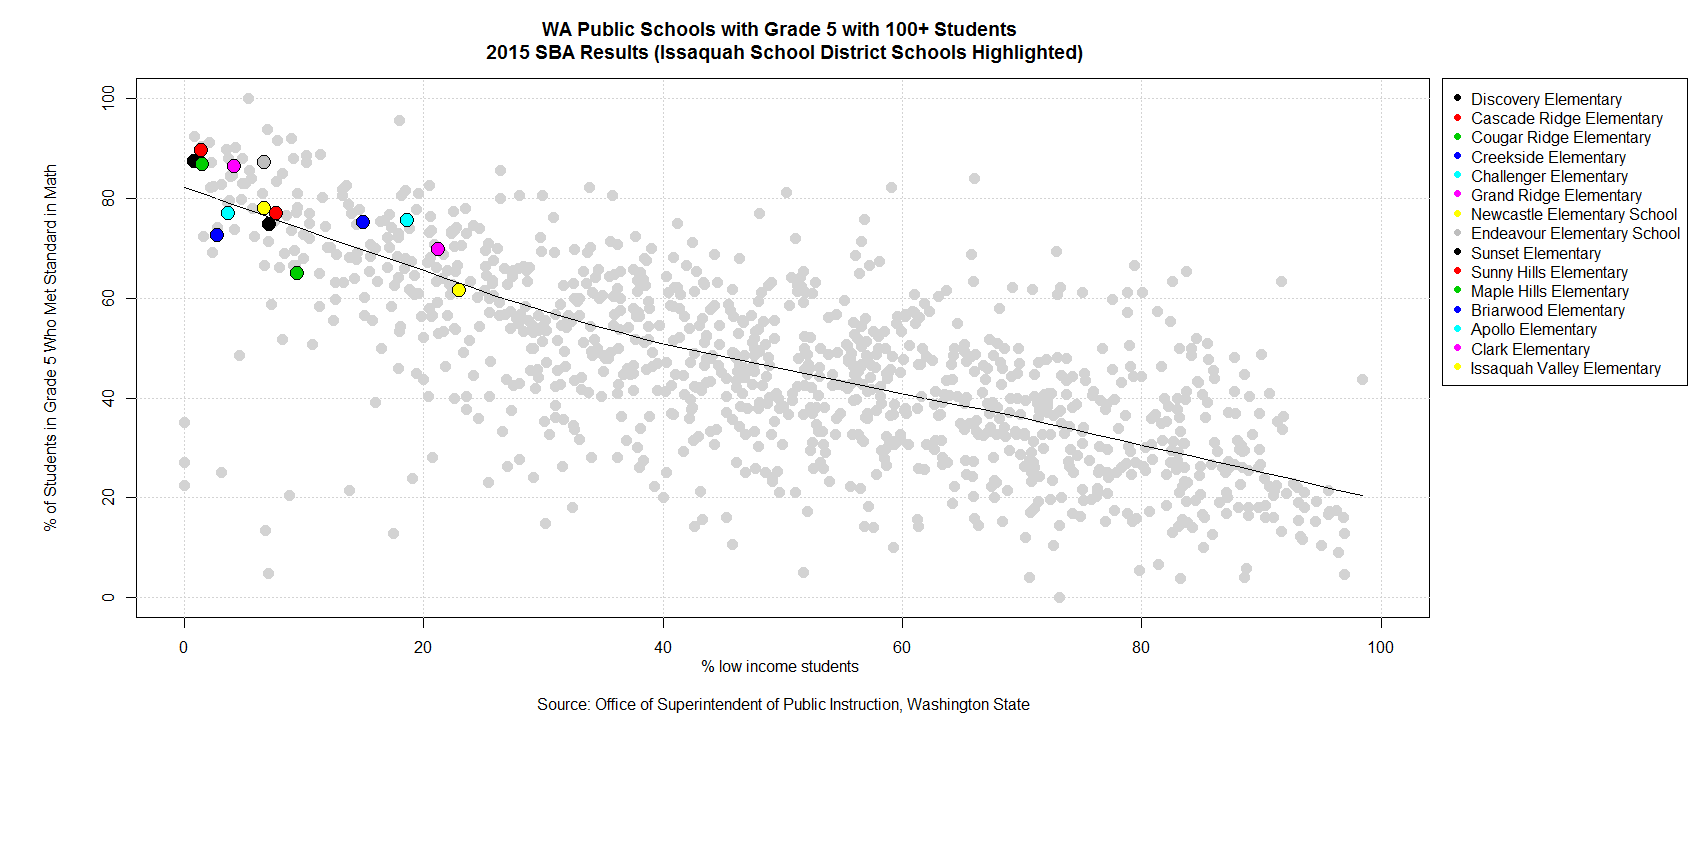 WA Public Schools with Grade 5 with 100+ Students
2015 SBA Results (Issaquah School District Schools Highlighted)
% of Students in Grade 5 Who Met Standard in Math
100
80
60
40
20
0
0 20 40 60 80 100
% low income students
Source: Office of Superintendent of Public Instruction, Washington State
Discovery Elementary
Cascade Ridge Elementary
Cougar Ridge Elementary
Creekside Elementary
Challenger Elementary
Grand Ridge Elementary
Newcastle Elementary School
Endeavour Elementary School
Sunset Elementary
Sunny Hills Elementary
Maple Hills Elementary
Briarwood Elementary
Apollo Elementary
Clark Elementary
Issaquah Valley Elementary